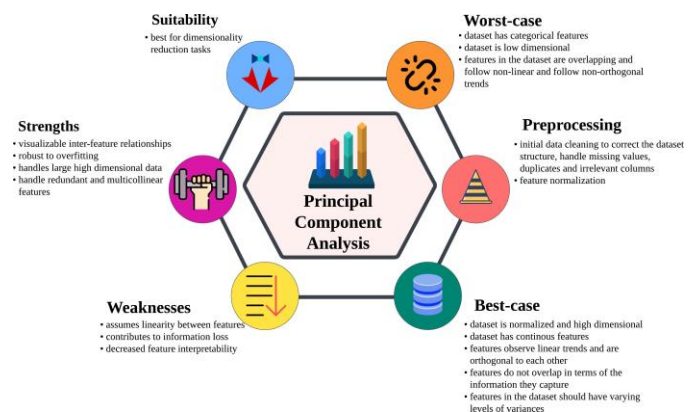 Suitability
• best for dimensionality
reduction tasks
Worst-case
• dataset has categorical features
• dataset is low dimensional
• features in the dataset are overlapping and
follow non-linear and follow non-orthogonal
trends
Strengths
• visualizable inter-feature relationships
• robust to overfitting
• handles large high dimensional data
• handle redundant and multicollinear
features
Principal
Component
Analysis
Preprocessing
• initial data cleaning to correct the dataset
structure, handle missing values,
duplicates and irrelevant columns
• feature normalization
Weaknesses
• assumes linearity between features
• contributes to information loss
• decreased feature interpretability
Best-case
• dataset is normalized and high dimensional
• dataset has continous features
• features observe linear trends and are
orthogonal to each other
• features do not overlap in terms of the
information they capture
• features in the dataset should have varying
levels of variances